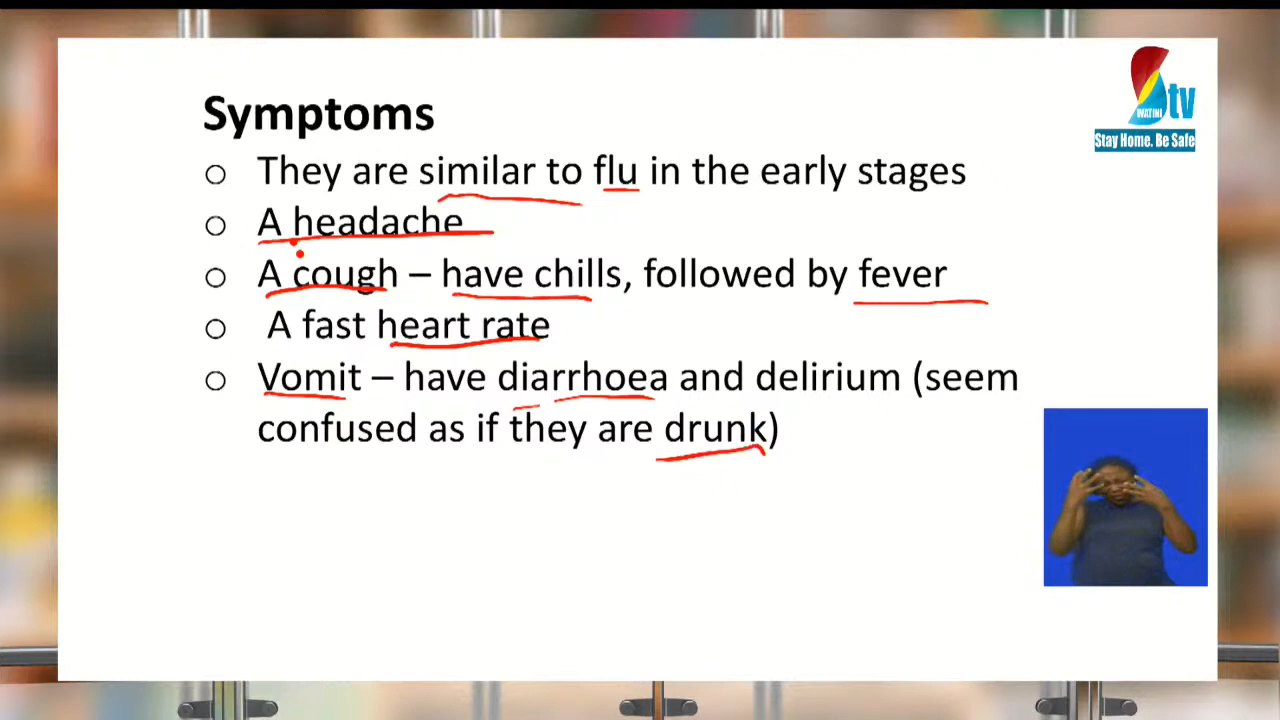 Symptoms
○ They are similar to flu in the early stages
○ A headache
○ A cough – have chills, followed by fever
○ A fast heart rate
○ Vomit – have diarrhoea and delirium (seem
confused as if they are drunk)
tv
WATINI
Stay Home. Be Safe